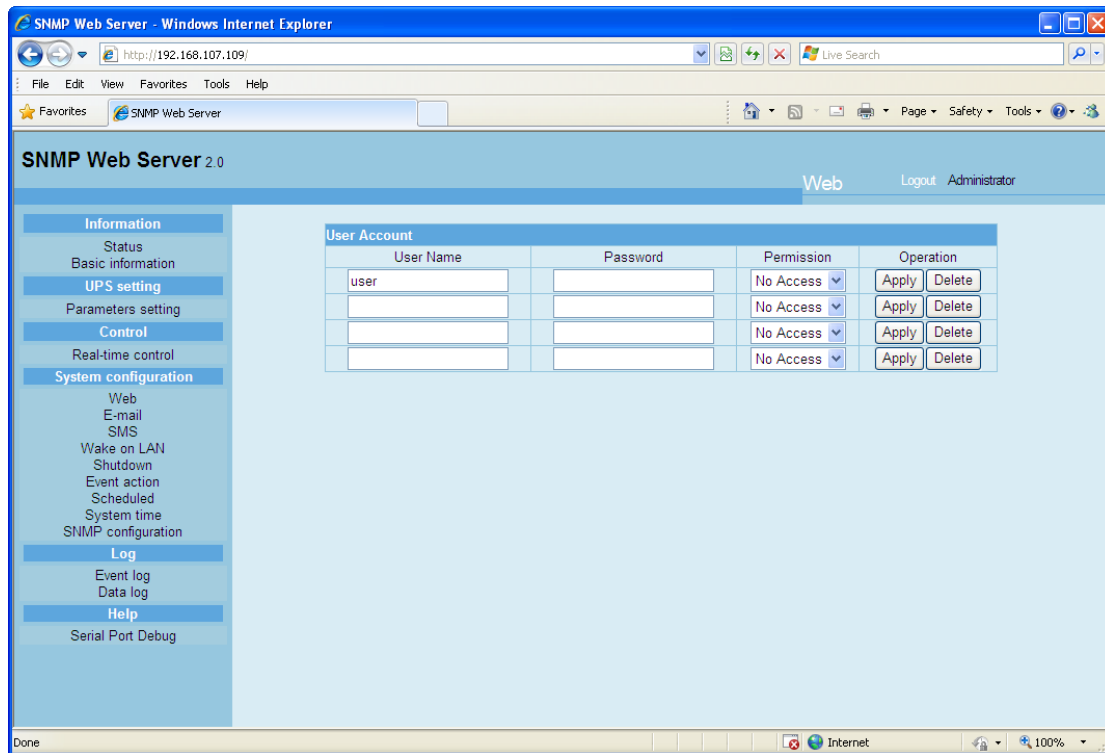 SNMP Web Server - Windows Internet Explorer
http://192.168.107.109/
Live Search
File Edit View Favorites Tools Help
Favorites SNMP Web Server Page Safety Tools
SNMP Web Server 2.0
Web Logout Administrator
Information
Status
Basic information
UPS setting
Parameters setting
Control
Real-time control
System configuration
Web
E-mail
SMS
Wake on LAN
Shutdown
Event action
Scheduled
System time
SNMP configuration
Log
Event log
Data log
Help
Serial Port Debug
User Account
User Name Password Permission Operation
user No Access Apply Delete
No Access Apply Delete
No Access Apply Delete
No Access Apply Delete
Done Internet 100%